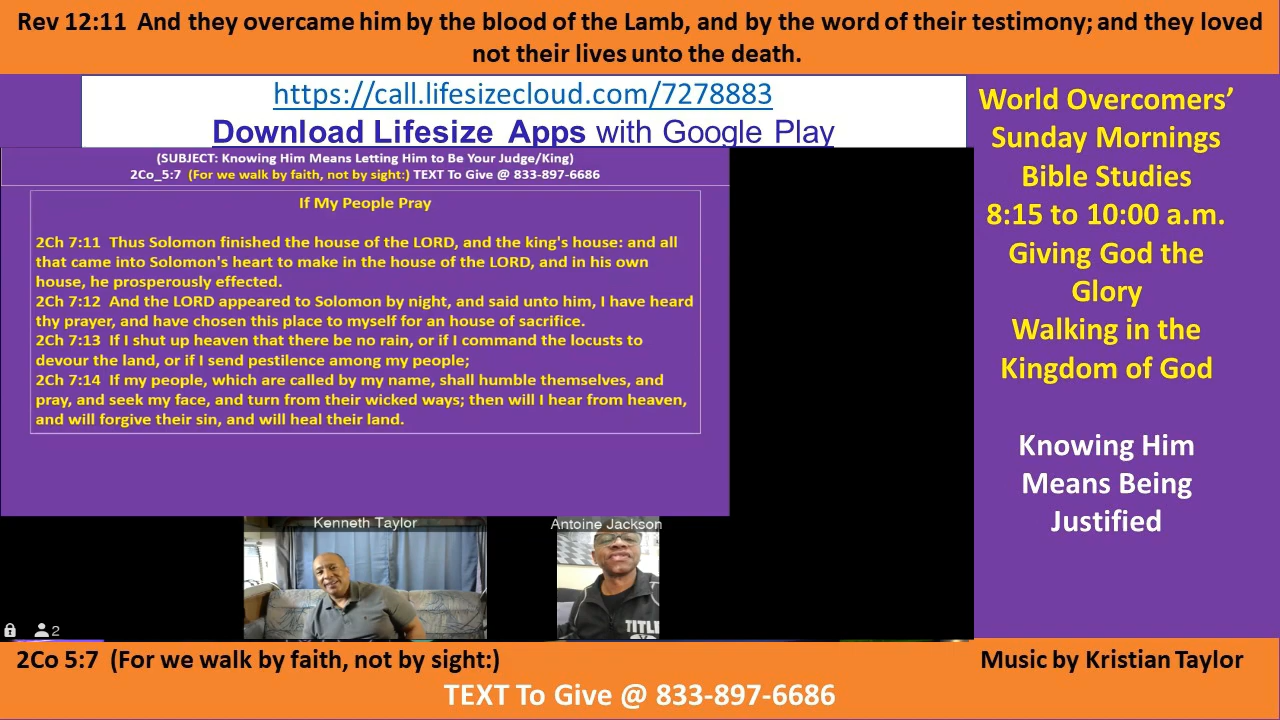 Rev 12:11  And they overcame him by the blood of the Lamb, and by the word of their testimony; and they loved
not their lives unto the death.
https://call.lifesizecloud.com/7278883
Download Lifesize Apps with Google Play
(SUBJECT: Knowing Him Means Letting Him to Be Your Judge/King)
2Co_5:7  (For we walk by faith, not by sight:) TEXT To Give @ 833-897-6686
If My People Pray
2Ch 7:11  Thus Solomon finished the house of the LORD, and the king's house: and all
that came into Solomon's heart to make in the house of the LORD, and in his own
house, he prosperously effected.
2Ch 7:12  And the LORD appeared to Solomon by night, and said unto him, I have heard
thy prayer, and have chosen this place to myself for an house of sacrifice.
2Ch 7:13  If I shut up heaven that there be no rain, or if I command the locusts to
devour the land, or if I send pestilence among my people;
2Ch 7:14  If my people, which are called by my name, shall humble themselves, and
pray, and seek my face, and turn from their wicked ways; then will I hear from heaven,
and will forgive their sin, and will heal their land.
Kenneth Taylor
Antoine Jackson
TITLE
2
World Overcomers'
Sunday Mornings
Bible Studies
8:15 to 10:00 a.m.
Giving God the
Glory
Walking in the
Kingdom of God
Knowing Him
Means Being
Justified
2Co 5:7  (For we walk by faith, not by sight:)
Music by Kristian Taylor
TEXT To Give @ 833-897-6686